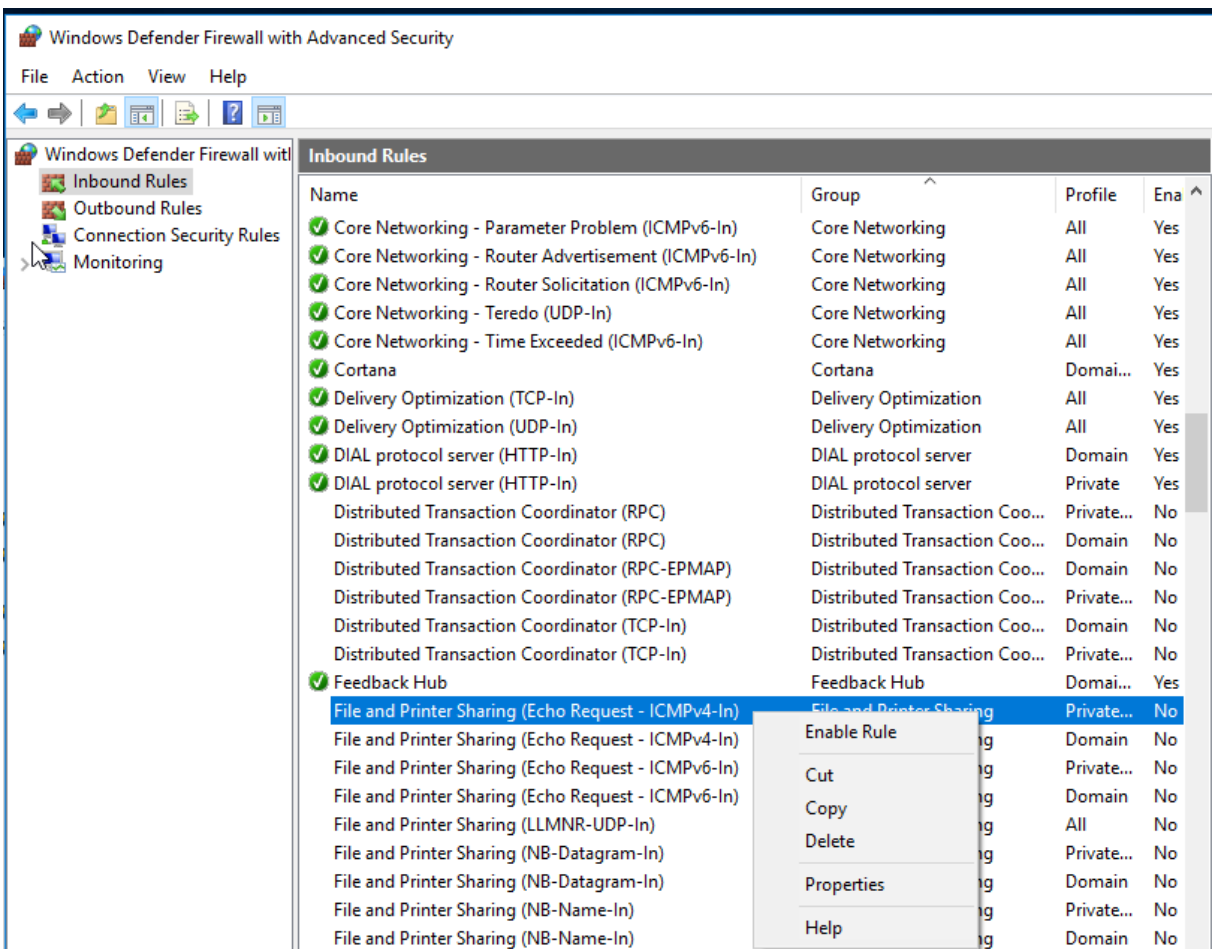 Windows Defender Firewall with Advanced Security
File Action View Help
Windows Defender Firewall witl
Inbound Rules
Outbound Rules
Connection Security Rules
Monitoring
Inbound Rules
Name Group Profile Ena
Core Networking - Parameter Problem (ICMPv6-In) Core Networking All Yes
Core Networking - Router Advertisement (ICMPv6-In) Core Networking All Yes
Core Networking - Router Solicitation (ICMPv6-In) Core Networking All Yes
Core Networking - Teredo (UDP-In) Core Networking All Yes
Core Networking - Time Exceeded (ICMPv6-In) Core Networking All Yes
Cortana Cortana Domai... Yes
Delivery Optimization (TCP-In) Delivery Optimization All Yes
Delivery Optimization (UDP-In) Delivery Optimization All Yes
DIAL protocol server (HTTP-In) DIAL protocol server Domain Yes
DIAL protocol server (HTTP-In) DIAL protocol server Private Yes
Distributed Transaction Coordinator (RPC) Distributed Transaction Coo... Private... No
Distributed Transaction Coordinator (RPC) Distributed Transaction Coo... Domain No
Distributed Transaction Coordinator (RPC-EPMAP) Distributed Transaction Coo... Domain No
Distributed Transaction Coordinator (RPC-EPMAP) Distributed Transaction Coo... Private... No
Distributed Transaction Coordinator (TCP-In) Distributed Transaction Coo... Domain No
Distributed Transaction Coordinator (TCP-In) Distributed Transaction Coo... Private... No
Feedback Hub Feedback Hub Domai... Yes
File and Printer Sharing (Echo Request - ICMPv4-In) File and Printer Sharing Private... No
File and Printer Sharing (Echo Request - ICMPv4-In) ng Domain No
File and Printer Sharing (Echo Request - ICMPv6-In) ng Private... No
File and Printer Sharing (Echo Request - ICMPv6-In) ng Domain No
File and Printer Sharing (LLMNR-UDP-In) ng All No
File and Printer Sharing (NB-Datagram-In) ng Private... No
File and Printer Sharing (NB-Datagram-In) ng Domain No
File and Printer Sharing (NB-Name-In) ng Private... No
File and Printer Sharing (NB-Name-In) ng Domain No
Enable Rule
Cut
Copy
Delete
Properties
Help